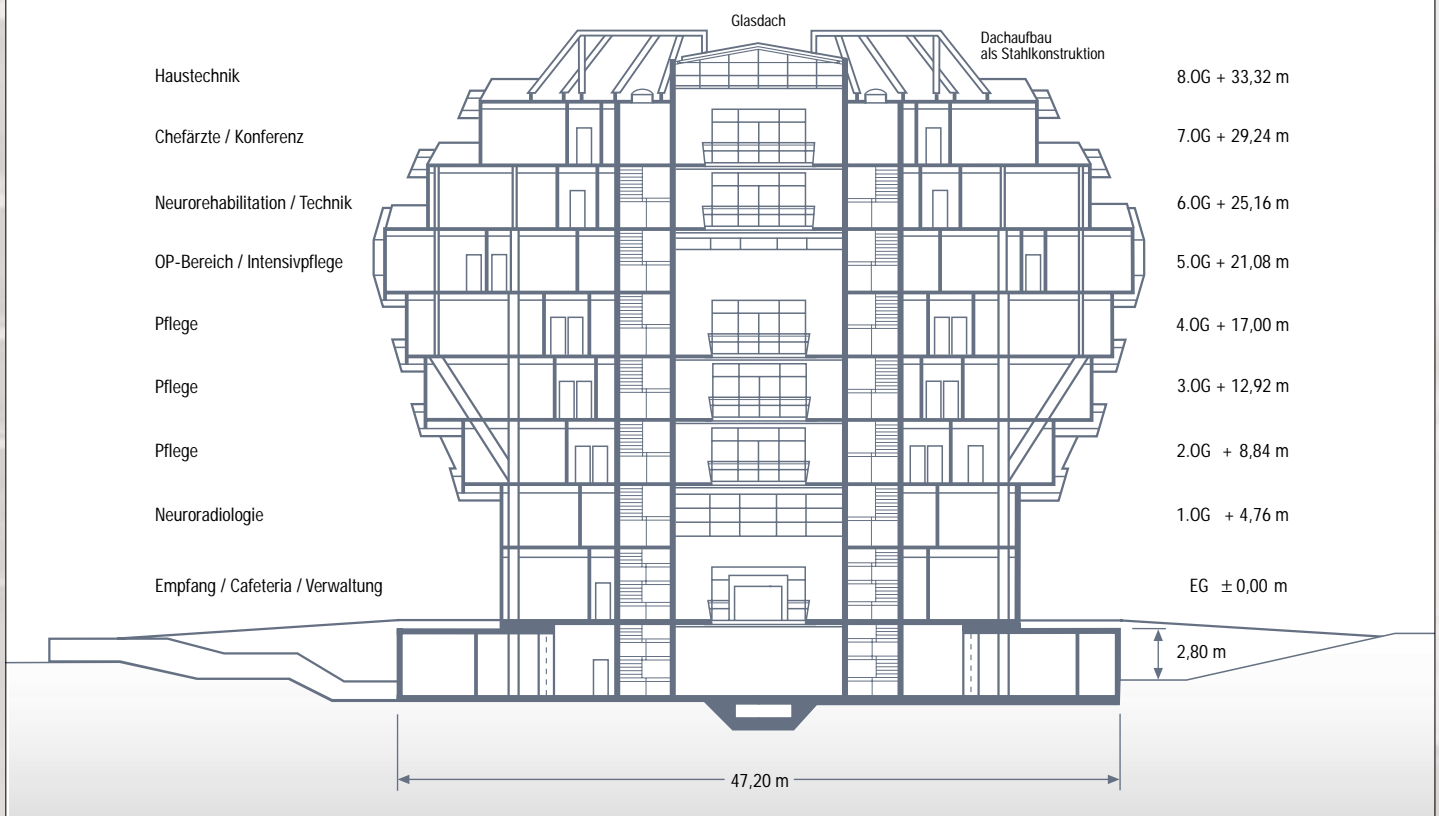 Glasdach
Dachaufbau
als Stahlkonstruktion
Haustechnik
8.OG + 33,32 m
Chefärzte / Konferenz
7.OG + 29,24 m
Neurorehabilitation / Technik
6.OG + 25,16 m
OP-Bereich / Intensivpflege
5.OG + 21,08 m
Pflege
4.OG + 17,00 m
Pflege
3.OG + 12,92 m
Pflege
2.OG + 8,84 m
Neuroradiologie
1.OG + 4,76 m
Empfang / Cafeteria / Verwaltung
EG ± 0,00 m
2,80 m
47,20 m